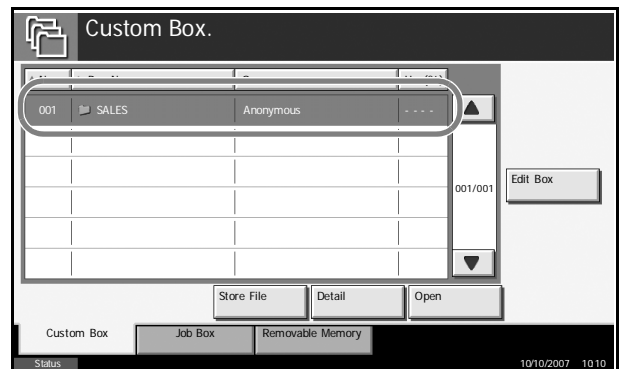 Custom Box.
001 SALES Anonymous - - - -
001/001
Edit Box
Store File Detail Open
Custom Box Job Box Removable Memory
Status 10/10/2007 10:10